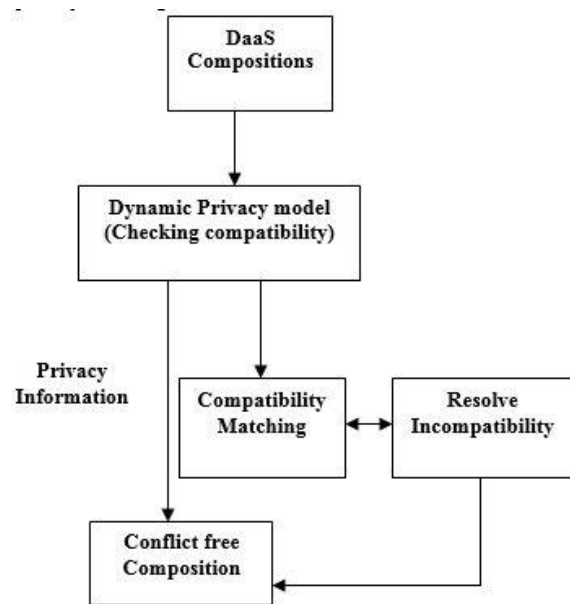 DaaS
Compositions
Dynamic Privacy model
(Checking compatibility)
Privacy
Information
Compatibility
Matching
Resolve
Incompatibility
Conflict free
Composition